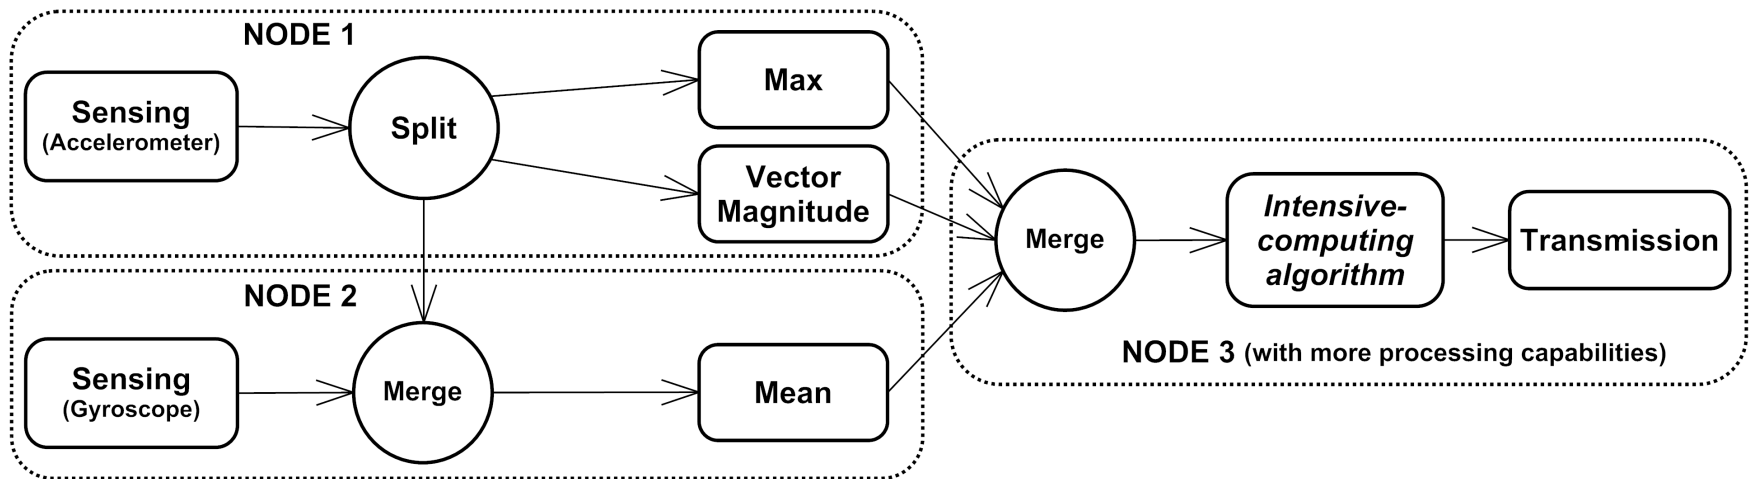 NODE 1
Sensing
(Accelerometer)
Split
Max
Vector
Magnitude
NODE 2
Sensing
(Gyroscope)
Merge
Mean
Merge
Intensive-
computing
algorithm
Transmission
NODE 3 (with more processing capabilities)